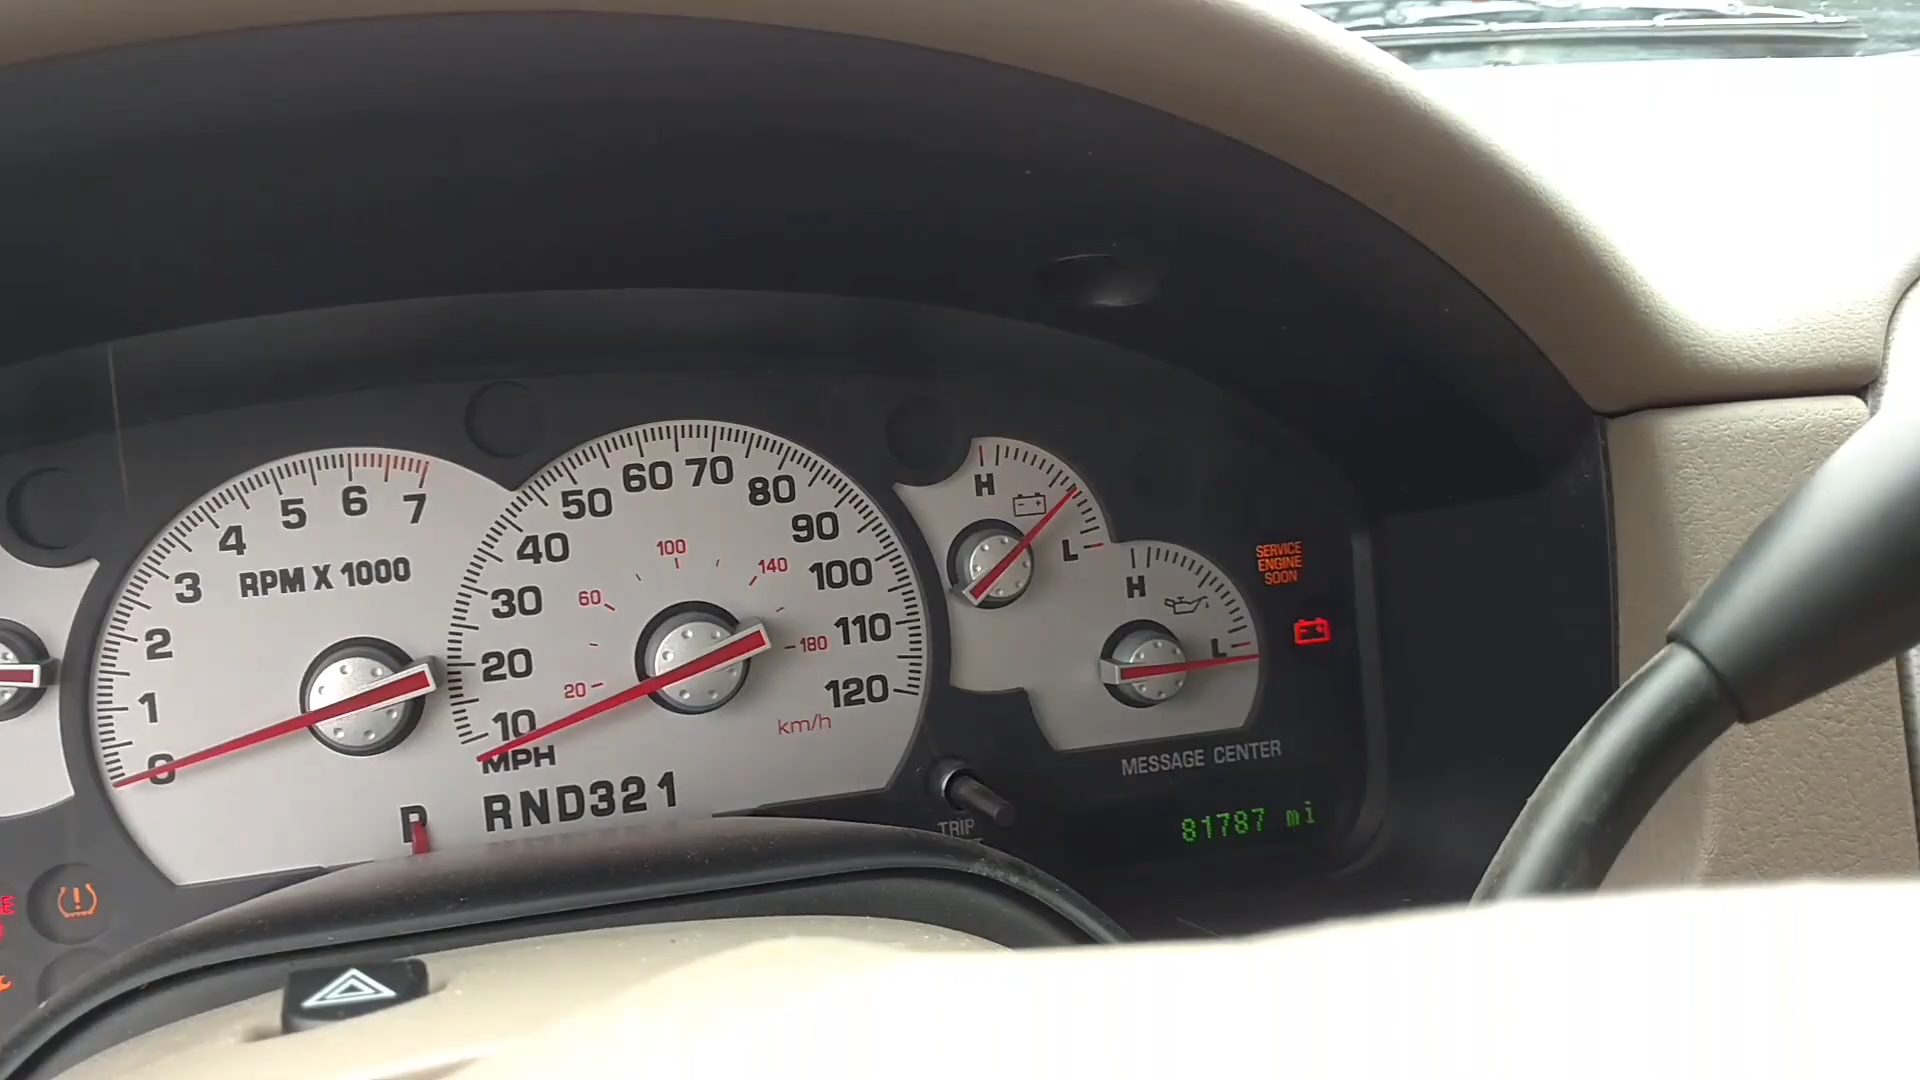 60 70
50 80
40 90
30 100
20 110
10 120
MPH
100
60 140
20 180
km/h
5 6 7
4
3 RPM X 1000
2
1
0
P RND321
H
L
H
L
SERVICE
ENGINE
SOON
MESSAGE CENTER
81787 mi
TRIP